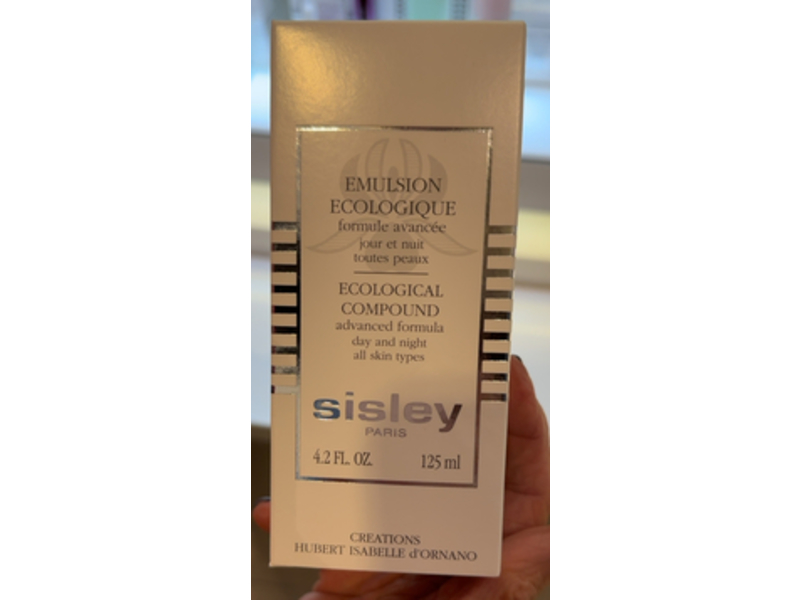 EMULSION
ECOLOGIQUE
formule avancée
jour et nuit
toutes peaux
ECOLOGICAL
COMPOUND
advanced formula
day and night
all skin types
sisley
PARIS
4.2 FL. OZ. 125 ml
CREATIONS
HUBERT ISABELLE d'ORNANO